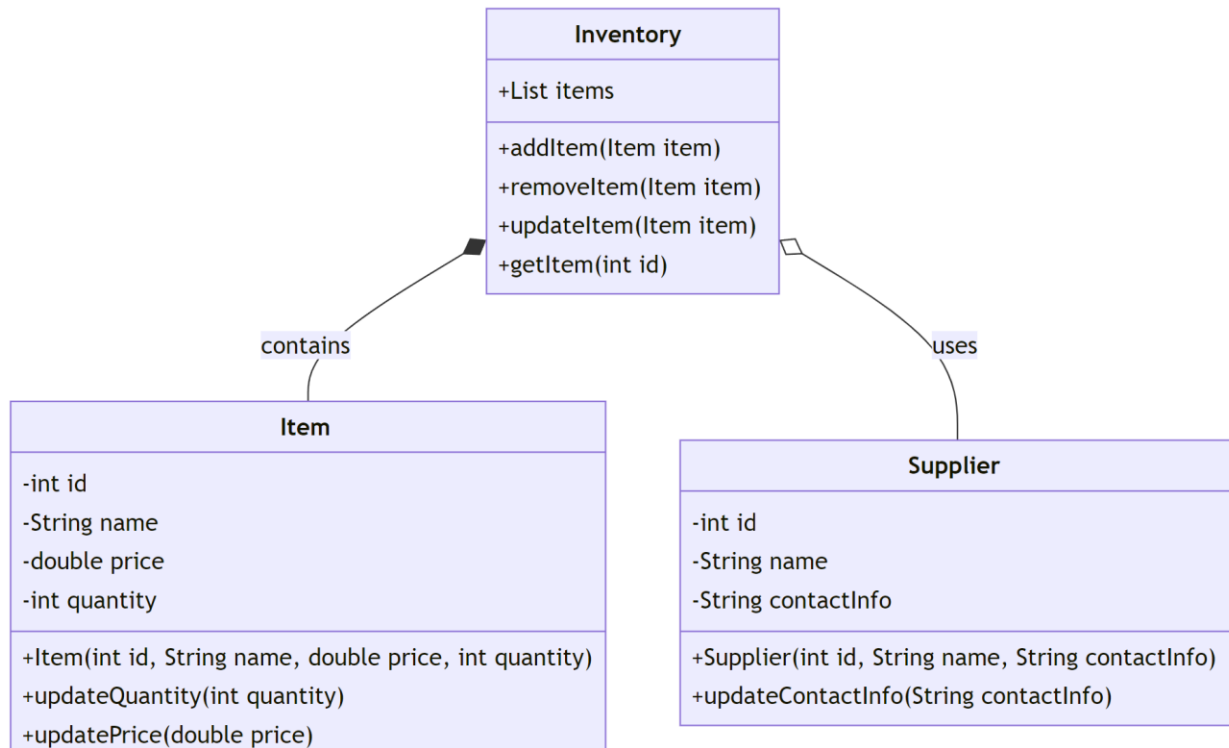 Inventory
+List items
+addItem(Item item)
+removeItem(Item item)
+updateItem(Item item)
+getItem(int id)
contains
uses
Item
-int id
-String name
-double price
-int quantity
+Item(int id, String name, double price, int quantity)
+updateQuantity(int quantity)
+updatePrice(double price)
Supplier
-int id
-String name
-String contactInfo
+Supplier(int id, String name, String contactInfo)
+updateContactInfo(String contactInfo)